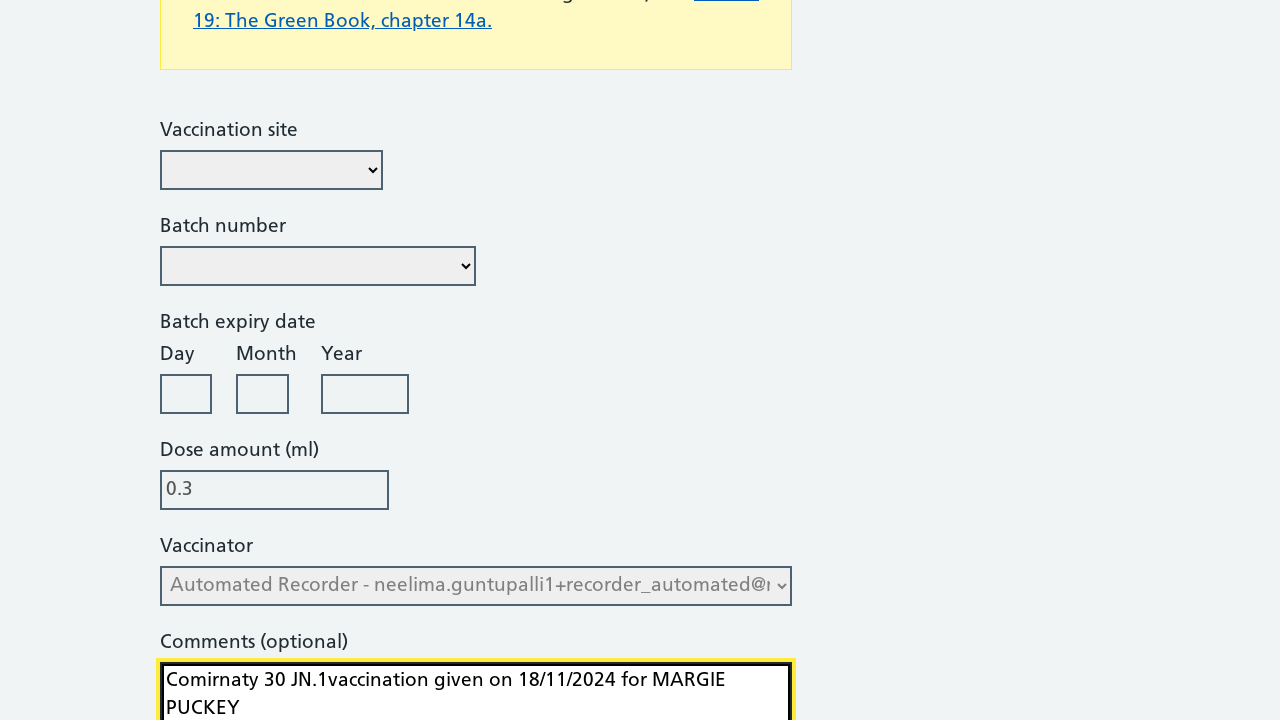 19: The Green Book, chapter 14a.
Vaccination site
Batch number
Batch expiry date
Day Month Year
Dose amount (ml)
0.3
Vaccinator
Automated Recorder - neelima.guntupalli1+recorder_automated@
Comments (optional)
Comirnaty 30 JN.1vaccination given on 18/11/2024 for MARGIE
PUCKEY